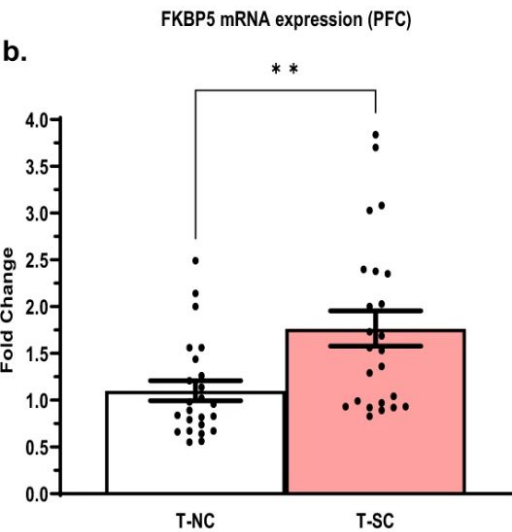 FKBP5 mRNA expression (PFC)
b.
**
4.0
3.5
3.0
2.5
2.0
1.5
1.0
0.5
0.0
Fold Change
T-NC
T-SC